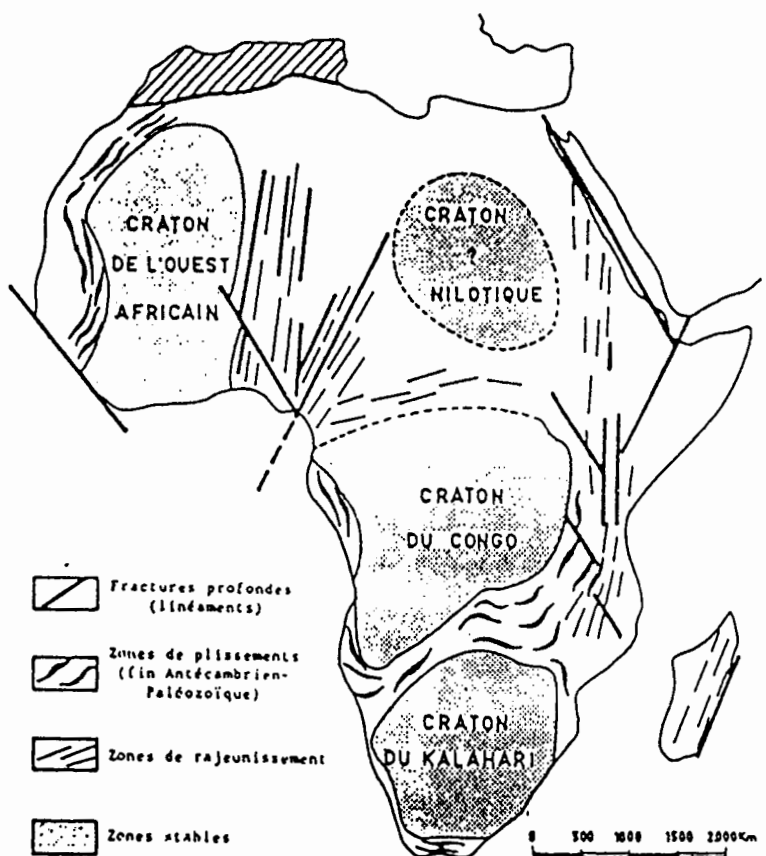 CRATON
DE L'OUEST
AFRICAIN
CRATON
?
NILOTIQUE
CRATON
DU CONGO
CRATON
DU KALAHARI
Fractures profondes
(linéaments)
Zones de plissements
(fin Antécambrien-
Paléozoïque)
Zones de rajeunissement
Zones stables
0 500 1000 1500 2000Km